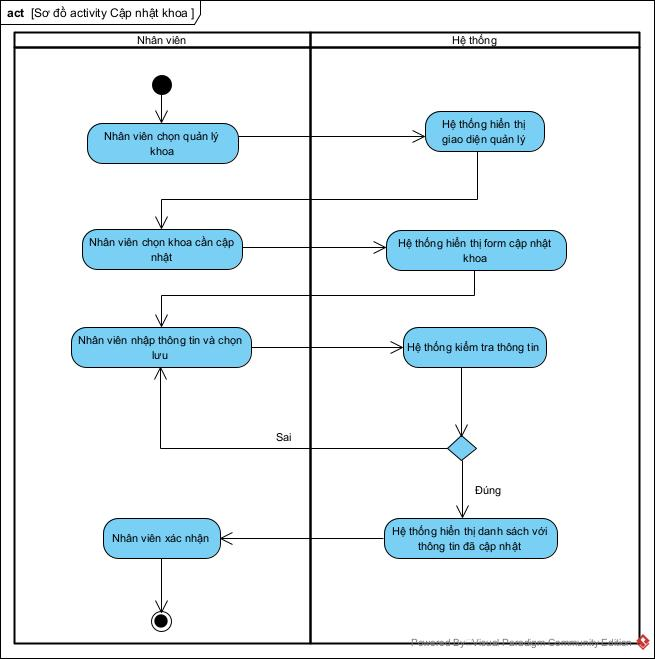 act [Sơ đồ activity Cập nhật khoa ]
Nhân viên
Hệ thống
Nhân viên chọn quản lý
khoa
Hệ thống hiển thị
giao diện quản lý
Nhân viên chọn khoa cần cập
nhật
Hệ thống hiển thị form cập nhật
khoa
Nhân viên nhập thông tin và chọn
lưu
Hệ thống kiểm tra thông tin
Sai
Đúng
Nhân viên xác nhận
Hệ thống hiển thị danh sách với
thông tin đã cập nhật
Powered By Visual Paradigm Community Edition